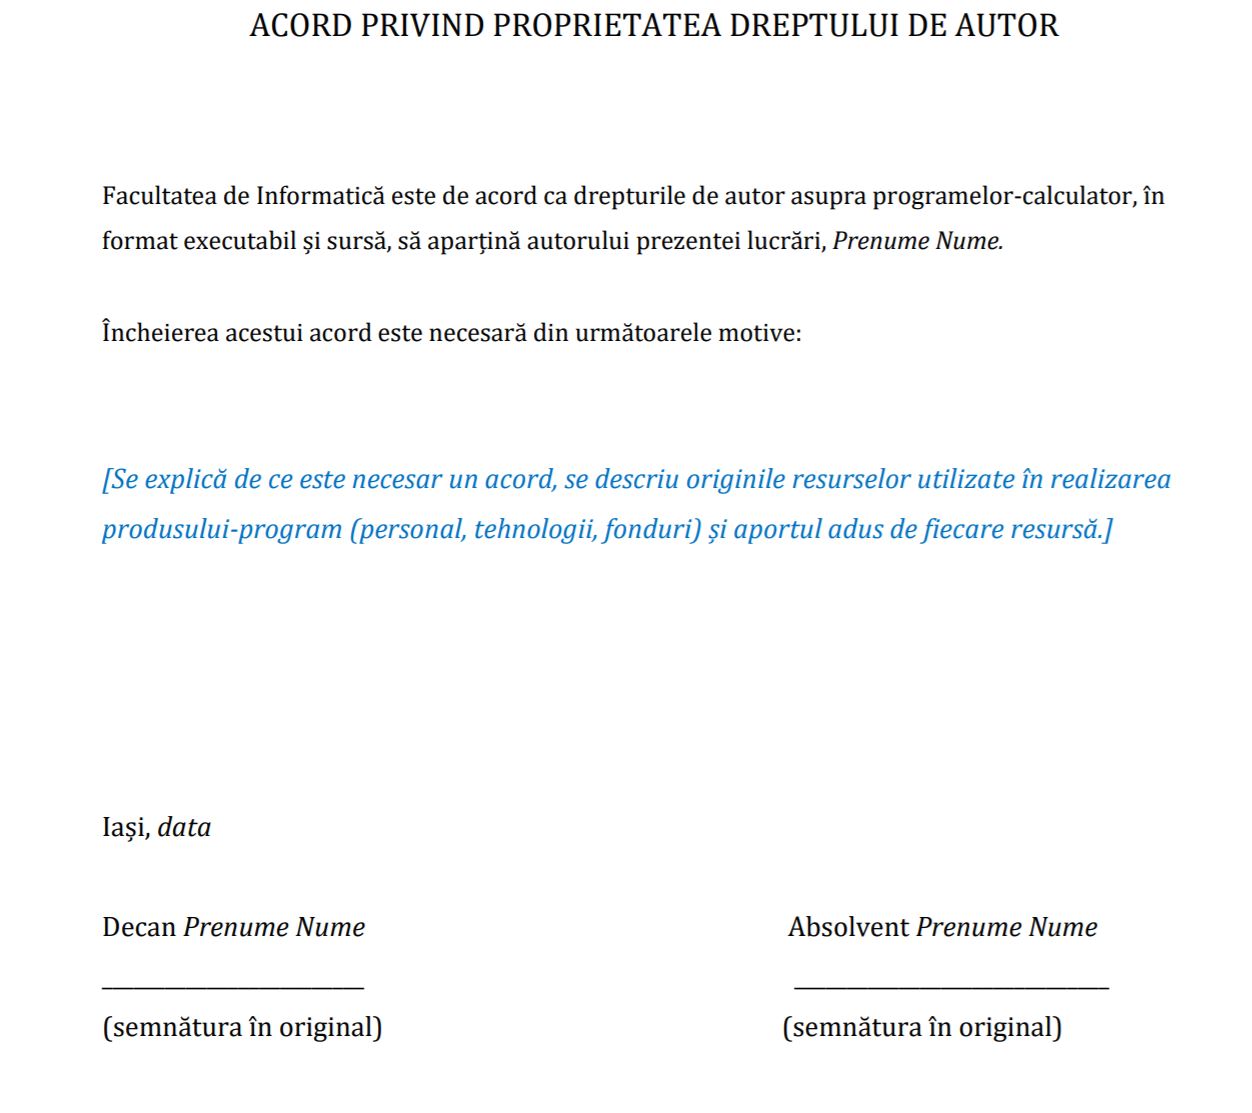 ACORD PRIVIND PROPRIETATEA DREPTULUI DE AUTOR
Facultatea de Informatică este de acord ca drepturile de autor asupra programelor-calculator, în
format executabil și sursă, să aparțină autorului prezentei lucrări, Prenume Nume.
Încheierea acestui acord este necesară din următoarele motive:
[Se explică de ce este necesar un acord, se descriu originile resurselor utilizate în realizarea
produsului-program (personal, tehnologii, fonduri) și aportul adus de fiecare resursă.]
Iași, data
Decan Prenume Nume Absolvent Prenume Nume
_________________________ ______________________________
(semnătura în original) (semnătura în original)